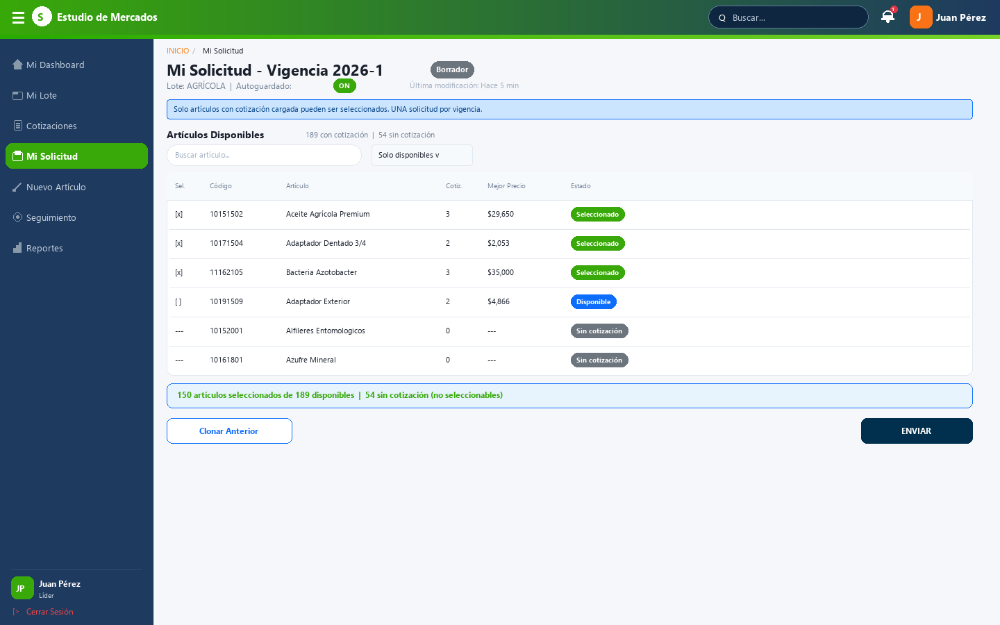 S Estudio de Mercados
Buscar...
1
J Juan Pérez
Mi Dashboard
Mi Lote
Cotizaciones
Mi Solicitud
Nuevo Artículo
Seguimiento
Reportes
JP Juan Pérez
Líder
[> Cerrar Sesión
INICIO / Mi Solicitud
Mi Solicitud - Vigencia 2026-1 Borrador
Lote: AGRÍCOLA | Autoguardado: ON Última modificación: Hace 5 min
Solo artículos con cotización cargada pueden ser seleccionados. UNA solicitud por vigencia.
Artículos Disponibles 189 con cotización | 54 sin cotización
Buscar artículo... Solo disponibles v
Sel. Código Artículo Cotiz. Mejor Precio Estado
[x] 10151502 Aceite Agrícola Premium 3 $29,650 Seleccionado
[x] 10171504 Adaptador Dentado 3/4 2 $2,053 Seleccionado
[x] 11162105 Bacteria Azotobacter 3 $35,000 Seleccionado
[ ] 10191509 Adaptador Exterior 2 $4,866 Disponible
--- 10152001 Alfileres Entomologicos 0 --- Sin cotización
--- 10161801 Azufre Mineral 0 --- Sin cotización
150 artículos seleccionados de 189 disponibles | 54 sin cotización (no seleccionables)
Clonar Anterior ENVIAR